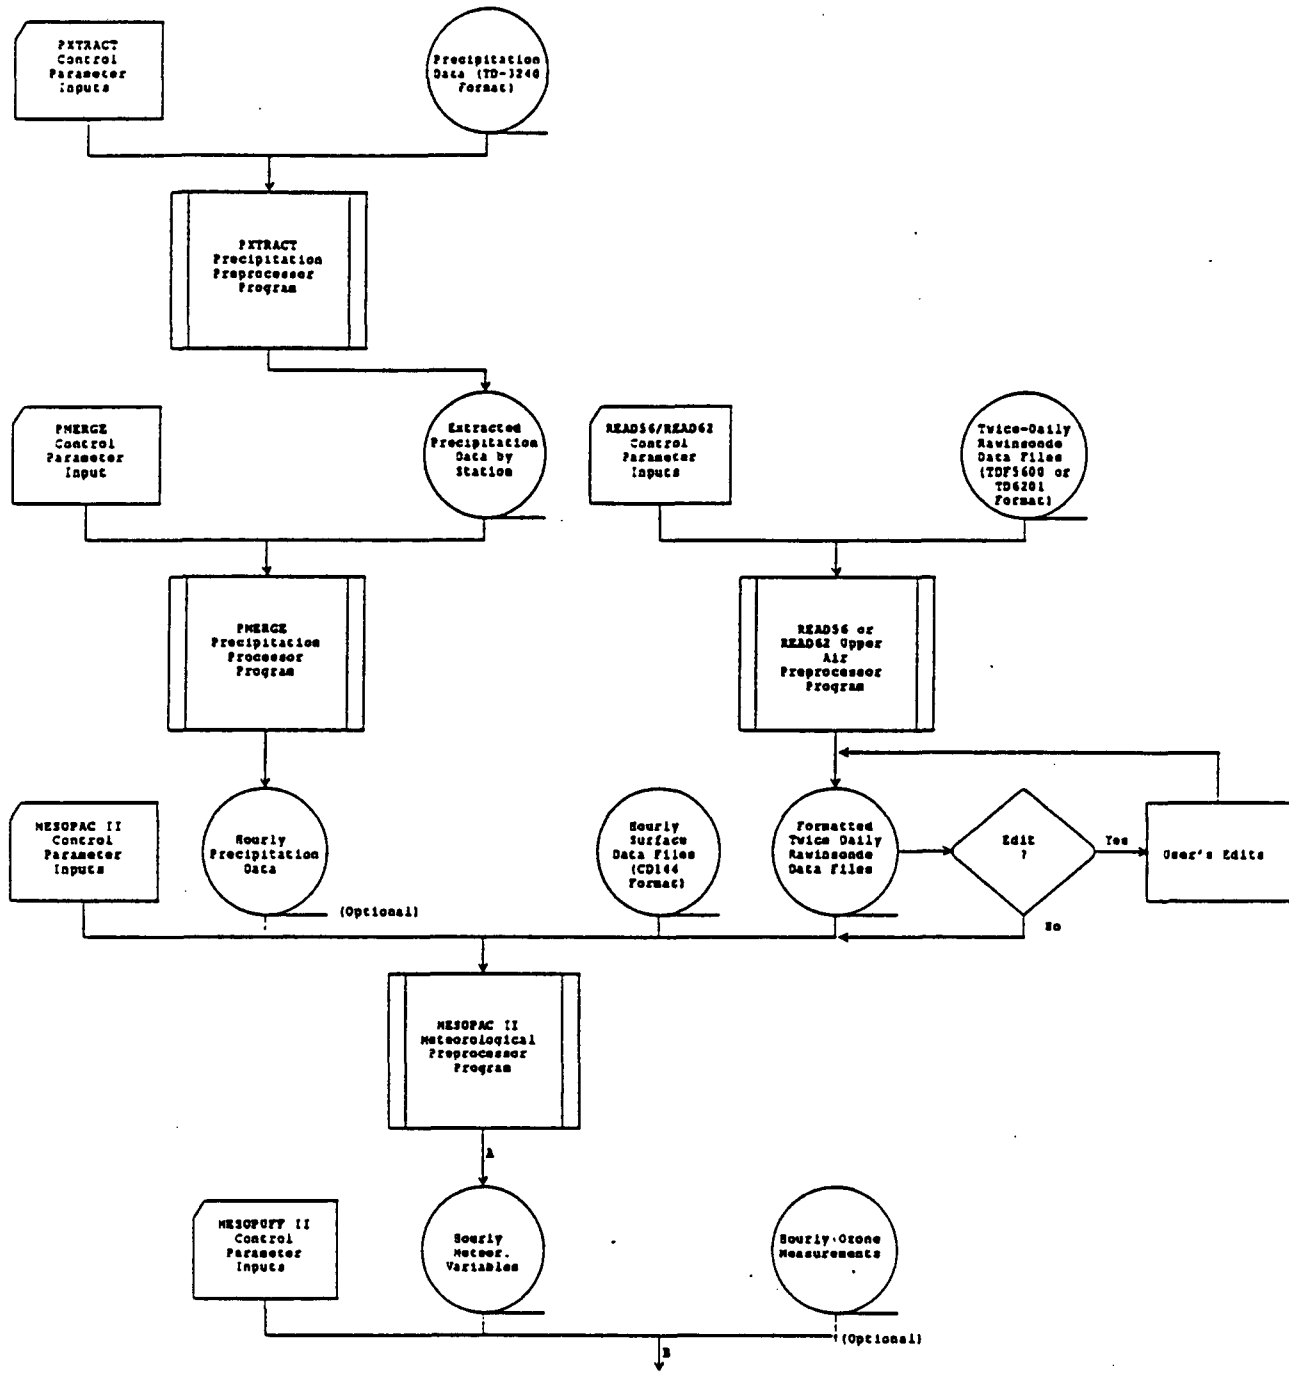 PXTRACT
Control
Parameter
Inputs
Precipitation
Data (TD-3240
Format)
PXTRACT
Precipitation
Preprocessor
Program
PMERGE
Control
Parameter
Input
Extracted
Precipitation
Data by
Station
READ56/READ62
Control
Parameter
Inputs
Twice-Daily
Rawinsonde
Data Files
(TDF5600 or
TD6201
Format)
PMERGE
Precipitation
Processor
Program
READ56 or
READ62 Upper
Air
Preprocessor
Program
MESOPAC II
Control
Parameter
Inputs
Hourly
Precipitation
Data
(Optional)
Hourly
Surface
Data Files
(CD144
Format)
Formatted
Twice Daily
Rawinsonde
Data Files
Edit
?
Yes
User's Edits
No
MESOPAC II
Meteorological
Preprocessor
Program
A
MESOPUFF II
Control
Parameter
Inputs
Hourly
Meteor.
Variables
Hourly Ozone
Measurements
(Optional)
B